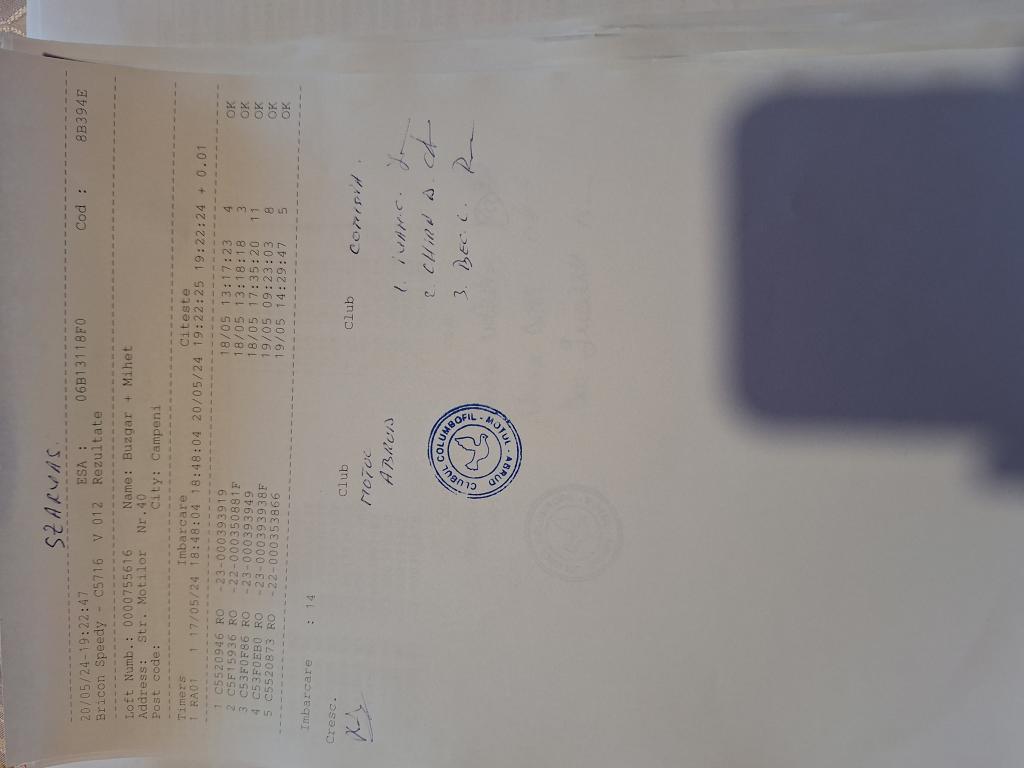 SZARVAS.
20/05/24-19:22:47 ESA : 06B13118F0 Cod : 8B394E
Bricon Speedy - C5716 V 012 Rezultate
Loft Numb.: 0000755616 Name: Buzgar + Mihet
Address: Str. Motilor Nr.40
Post code: City: Campeni
Timers Imbarcare Citeste
1 RA01 1 17/05/24 18:48:04 18:48:04 20/05/24 19:22:25 19:22:24 + 0.01
1 C5520946 RO -23-000393919 18/05 13:17:23 4 OK
2 C5F15936 RO -22-000350881F 18/05 13:18:18 3 OK
3 C53F0F86 RO -23-000393949 18/05 17:35:20 11 OK
4 C53F0EB0 RO -23-000393938F 19/05 09:23:03 8 OK
5 C5520873 RO -22-000353866 19/05 14:29:47 5 OK
Imbarcare : 14
Cresc. Club Club
MOTUL
ABRUD
COMISIA.
1.
2.
3. BEC. C.
CLUBUL COLUMBOFIL - MOTUL - ABRUD